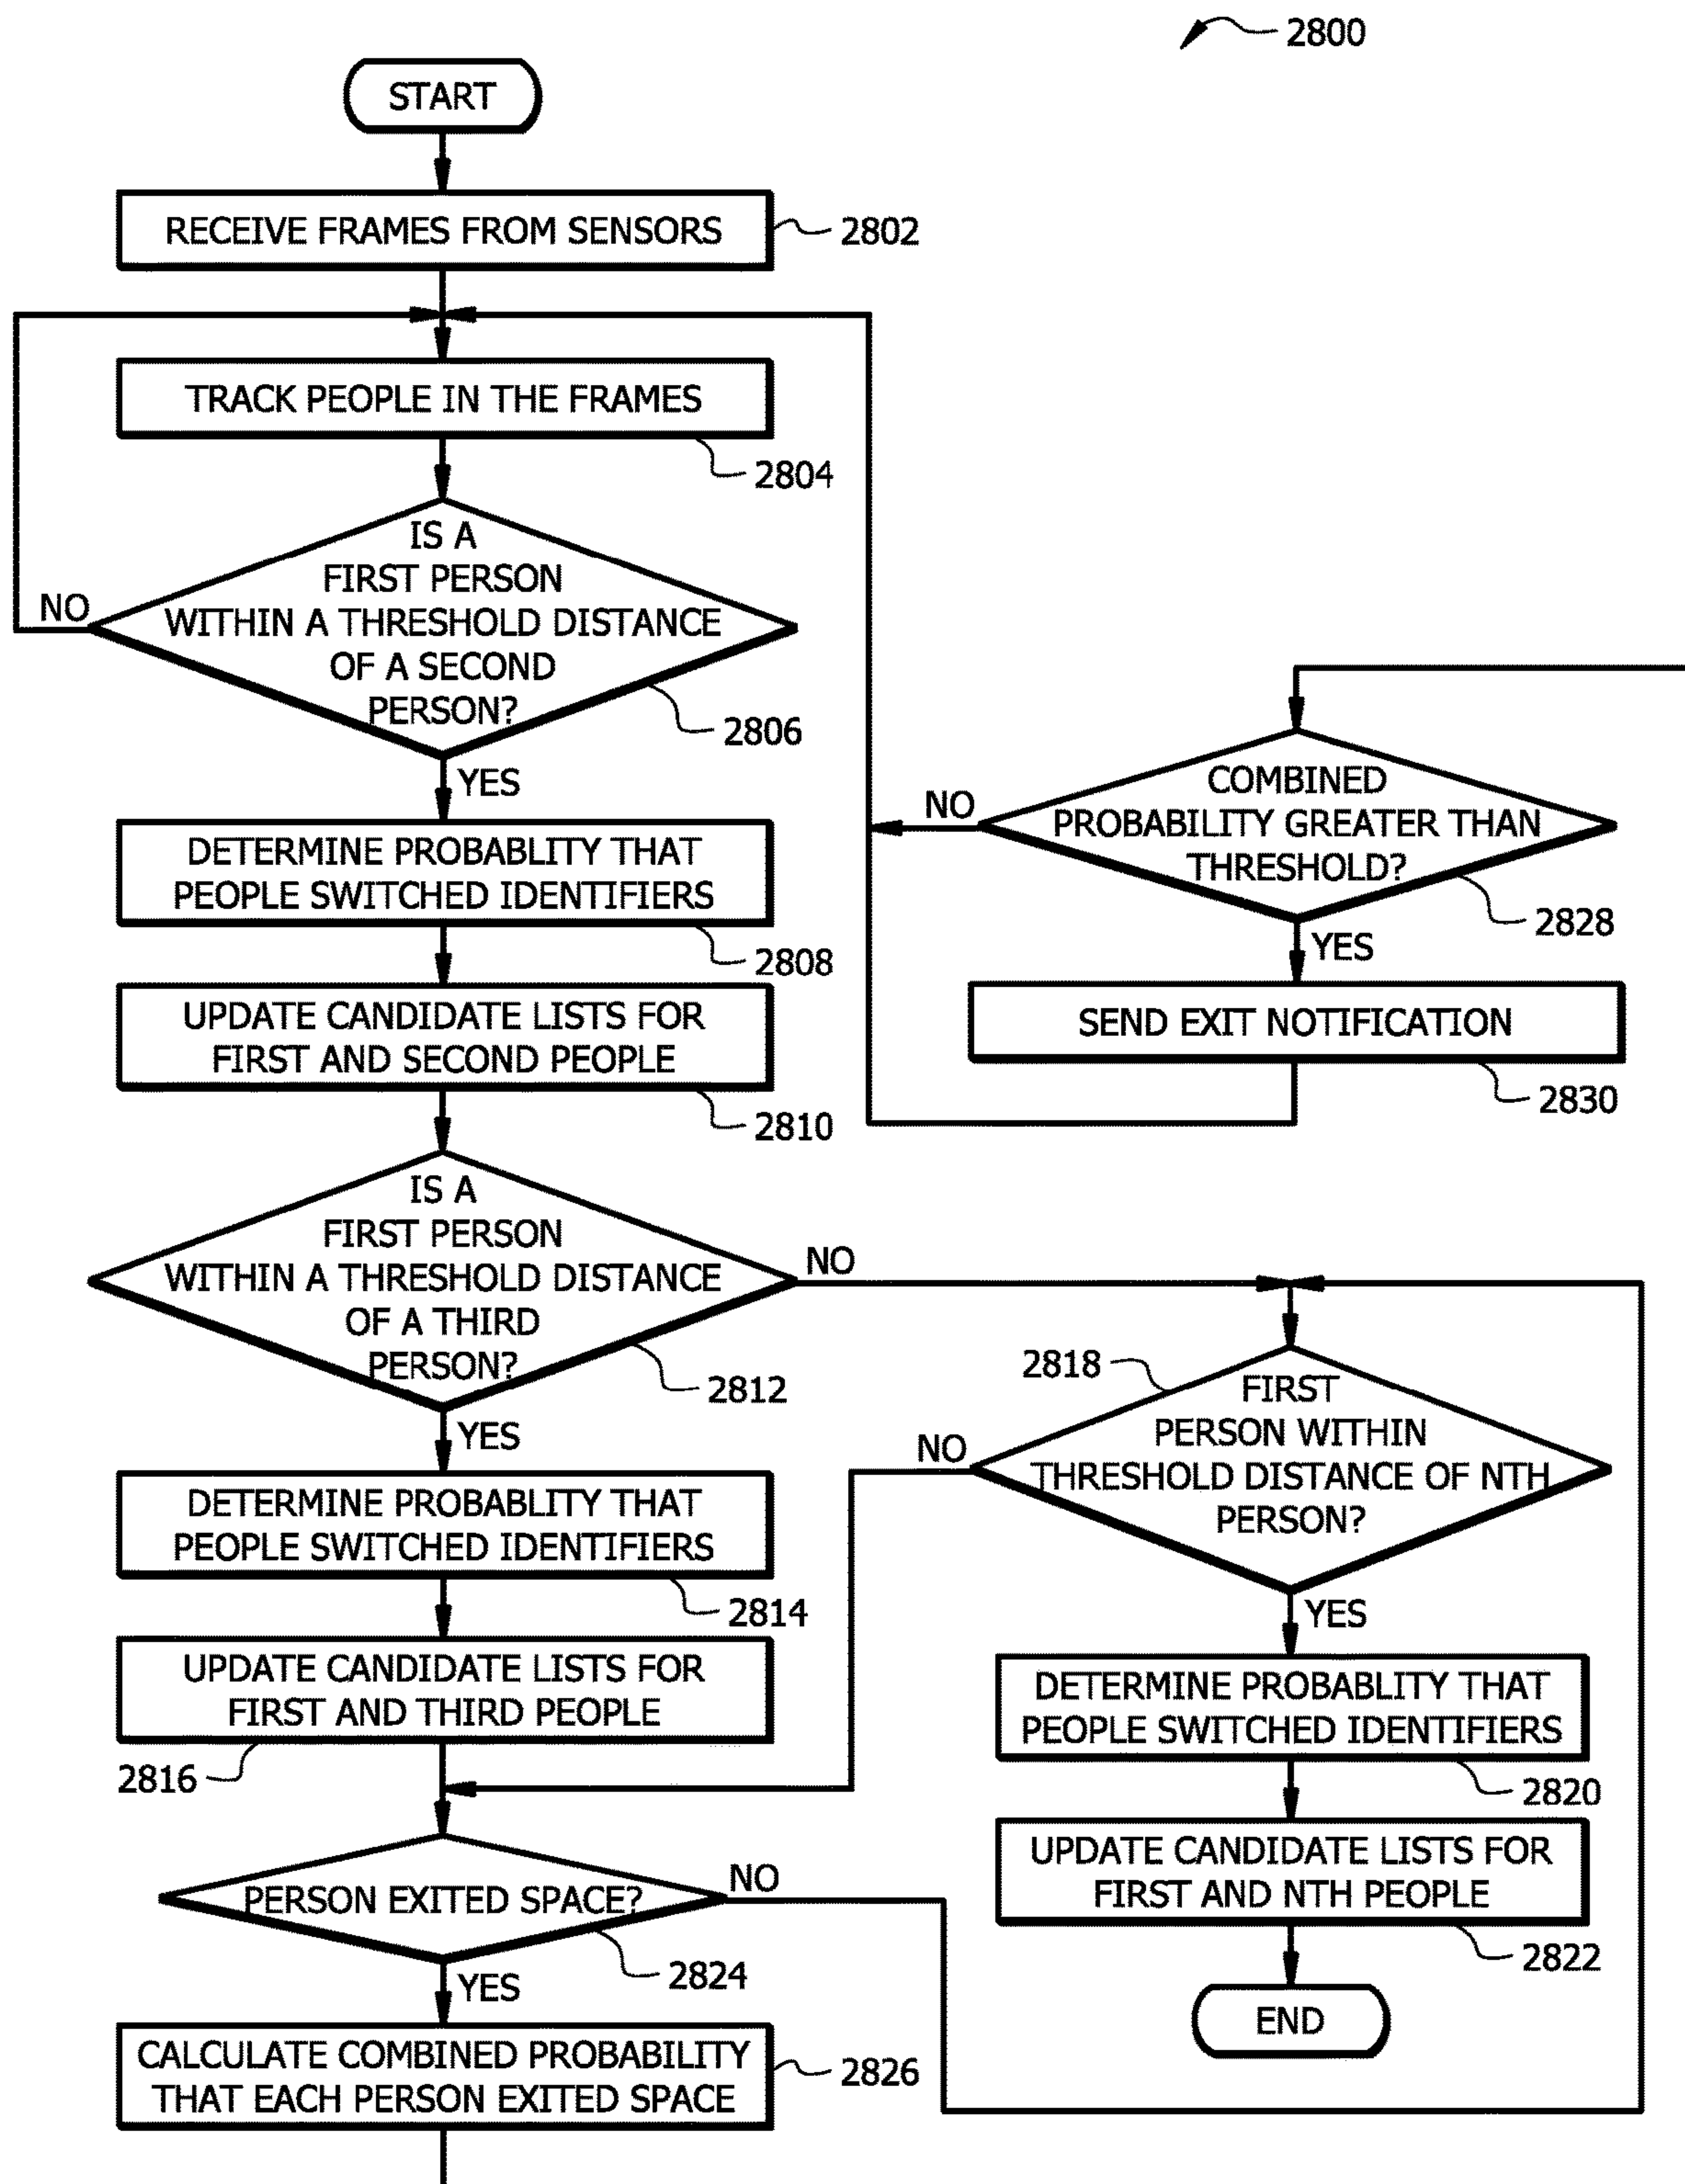 2800
START
RECEIVE FRAMES FROM SENSORS
2802
TRACK PEOPLE IN THE FRAMES
2804
IS A
FIRST PERSON
WITHIN A THRESHOLD DISTANCE
OF A SECOND
PERSON?
NO
2806
YES
DETERMINE PROBABLITY THAT
PEOPLE SWITCHED IDENTIFIERS
2808
UPDATE CANDIDATE LISTS FOR
FIRST AND SECOND PEOPLE
2810
IS A
FIRST PERSON
WITHIN A THRESHOLD DISTANCE
OF A THIRD
PERSON?
NO
2812
YES
DETERMINE PROBABLITY THAT
PEOPLE SWITCHED IDENTIFIERS
2814
UPDATE CANDIDATE LISTS FOR
FIRST AND THIRD PEOPLE
2816
PERSON EXITED SPACE?
NO
2824
YES
CALCULATE COMBINED PROBABILITY
THAT EACH PERSON EXITED SPACE
2826
COMBINED
PROBABILITY GREATER THAN
THRESHOLD?
NO
2828
YES
SEND EXIT NOTIFICATION
2830
2818
FIRST
PERSON WITHIN
THRESHOLD DISTANCE OF NTH
PERSON?
NO
YES
DETERMINE PROBABLITY THAT
PEOPLE SWITCHED IDENTIFIERS
2820
UPDATE CANDIDATE LISTS FOR
FIRST AND NTH PEOPLE
2822
END